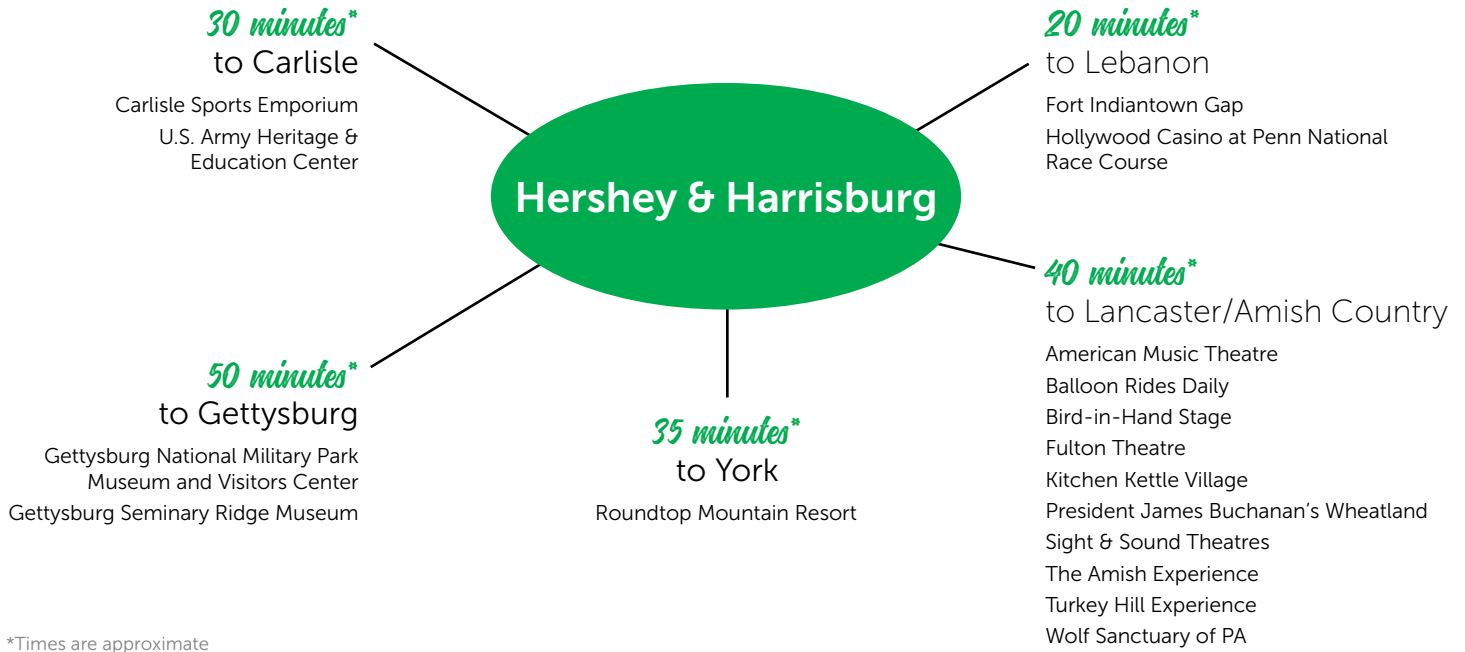 30 minutes*
to Carlisle
Carlisle Sports Emporium
U.S. Army Heritage &
Education Center
20 minutes*
to Lebanon
Fort Indiantown Gap
Hollywood Casino at Penn National
Race Course
Hershey & Harrisburg
50 minutes*
to Gettysburg
Gettysburg National Military Park
Museum and Visitors Center
Gettysburg Seminary Ridge Museum
35 minutes*
to York
Roundtop Mountain Resort
40 minutes*
to Lancaster/Amish Country
American Music Theatre
Balloon Rides Daily
Bird-in-Hand Stage
Fulton Theatre
Kitchen Kettle Village
President James Buchanan's Wheatland
Sight & Sound Theatres
The Amish Experience
Turkey Hill Experience
Wolf Sanctuary of PA
*Times are approximate